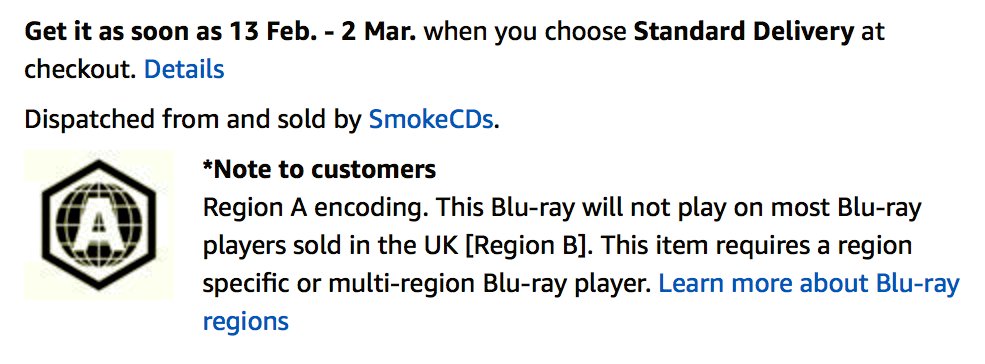 Get it as soon as 13 Feb. - 2 Mar. when you choose Standard Delivery at
checkout. Details
Dispatched from and sold by SmokeCDs.
A
*Note to customers
Region A encoding. This Blu-ray will not play on most Blu-ray
players sold in the UK [Region B]. This item requires a region
specific or multi-region Blu-ray player. Learn more about Blu-ray
regions